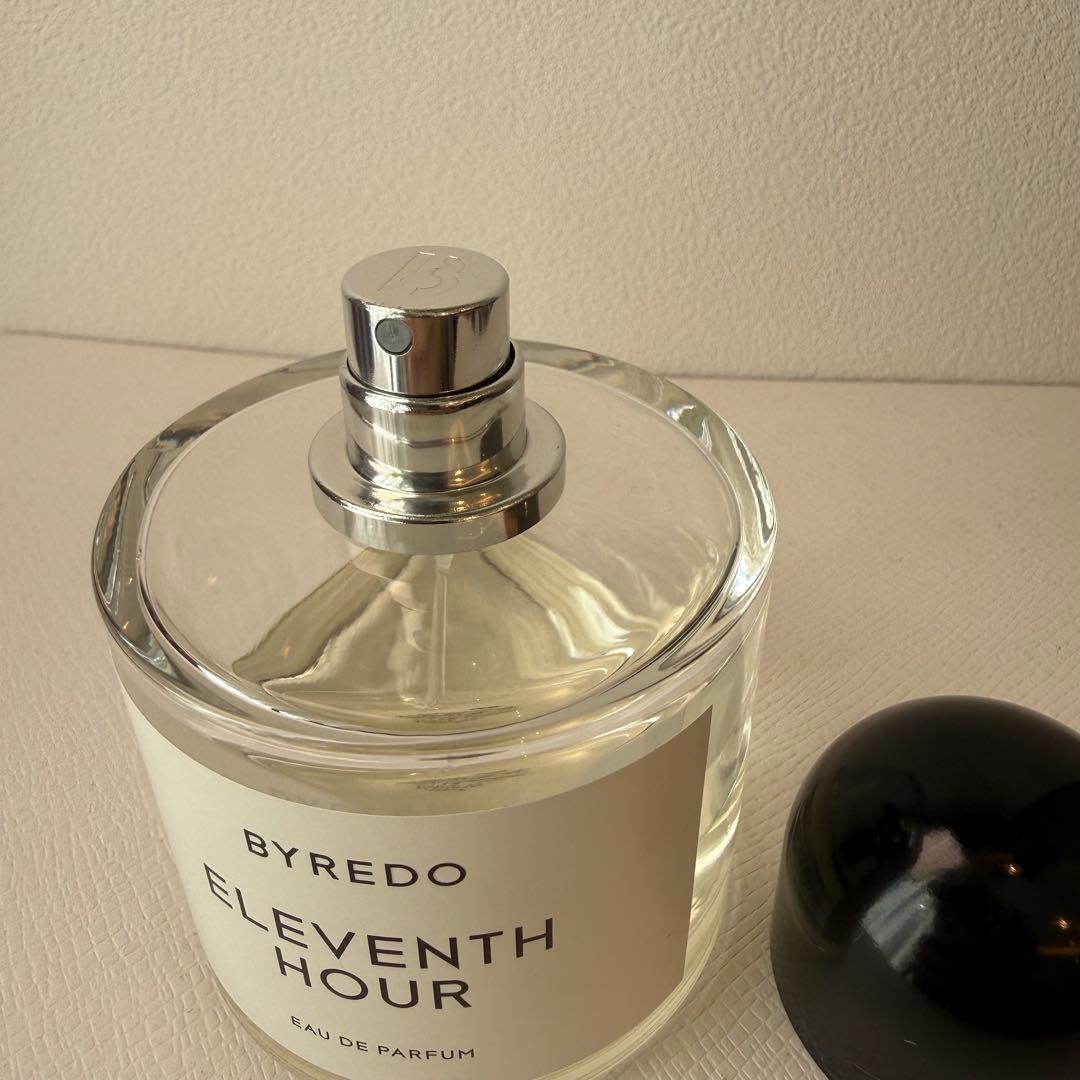 B
BYREDO
ELEVENTH
HOUR
EAU DE PARFUM